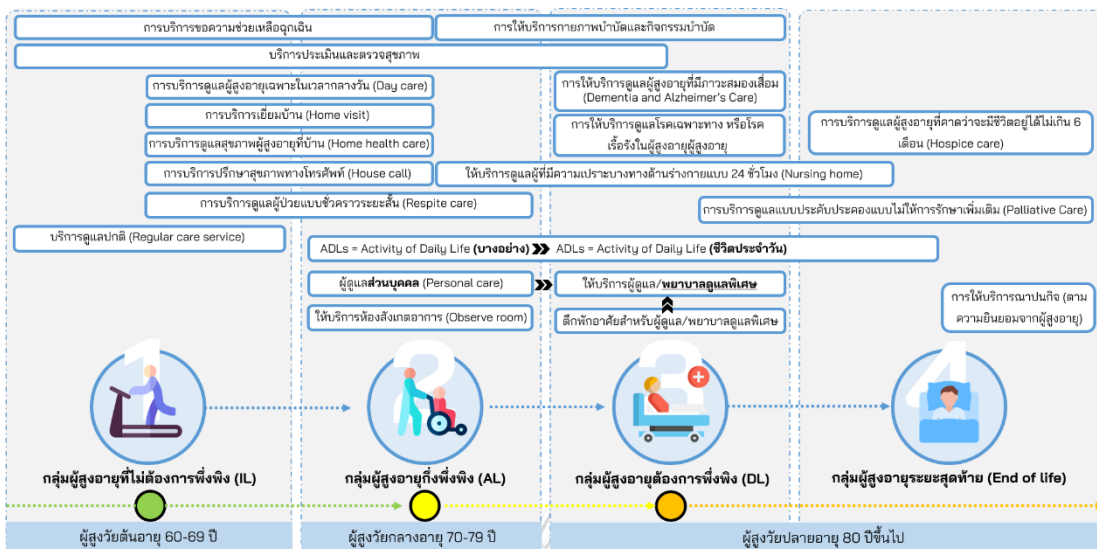 การบริการขอความช่วยเหลือฉุกเฉิน
การให้บริการกายภาพบำบัดและกิจกรรมบำบัด
บริการประเมินและตรวจสุขภาพ
การบริการดูแลผู้สูงอายุเฉพาะในเวลากลางวัน (Day care)
การให้บริการดูแลผู้สูงอายุที่มีภาวะสมองเสื่อม
(Dementia and Alzheimer's Care)
การบริการเยี่ยมบ้าน (Home visit)
การให้บริการดูแลโรคเฉพาะทาง หรือโรค
เรื้อรังในผู้สูงอายุผู้สูงอายุ
การบริการดูแลผู้สูงอายุที่คาดว่าจะมีชีวิตอยู่ได้ไม่เกิน 6
เดือน (Hospice care)
การบริการดูแลสุขภาพผู้สูงอายุที่บ้าน (Home health care)
การบริการปรึกษาสุขภาพทางโทรศัพท์ (House call)
ให้บริการดูแลผู้ที่มีความเปราะบางทางด้านร่างกายแบบ 24 ชั่วโมง (Nursing home)
การบริการดูแลผู้ป่วยแบบชั่วคราวระยะสั้น (Respite care)
การบริการดูแลแบบประคับประคองแบบไม่ให้การรักษาเพิ่มเติม (Palliative Care)
บริการดูแลปกติ (Regular care service)
ADLs = Activity of Daily Life (บางอย่าง)
ADLs = Activity of Daily Life (ชีวิตประจำวัน)
ผู้ดูแลส่วนบุคคล (Personal care)
ให้บริการผู้ดูแล/พยาบาลดูแลพิเศษ
การให้บริการฌาปนกิจ (ตาม
ความยินยอมจากผู้สูงอายุ)
ให้บริการห้องสังเกตอาการ (Observe room)
ตึกพักอาศัยสำหรับผู้ดูแล/พยาบาลดูแลพิเศษ
1
2
3
4
กลุ่มผู้สูงอายุที่ไม่ต้องการพึ่งพิง (IL)
กลุ่มผู้สูงอายุกึ่งพึ่งพิง (AL)
กลุ่มผู้สูงอายุต้องการพึ่งพิง (DL)
กลุ่มผู้สูงอายุระยะสุดท้าย (End of life)
ผู้สูงวัยต้นอายุ 60-69 ปี
ผู้สูงวัยกลางอายุ 70-79 ปี
ผู้สูงวัยปลายอายุ 80 ปีขึ้นไป